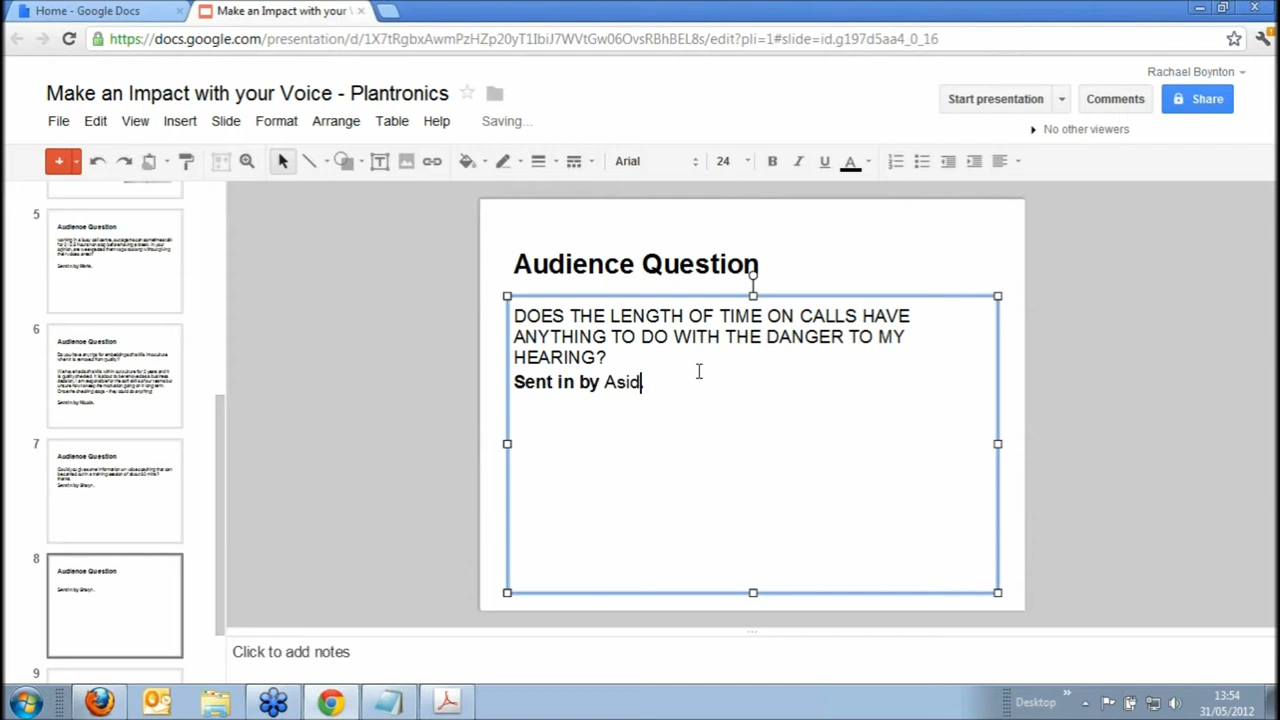 Home - Google Docs
Make an Impact with your
https://docs.google.com/presentation/d/1X7tRgbxAwmPzHZp20yT1IbiJ7WVtGw06OvsRBhBEL8s/edit?pli=1#slide=id.g197d5aa4_0_16
Rachael Boynton
Make an Impact with your Voice - Plantronics
Start presentation
Comments
Share
File Edit View Insert Slide Format Arrange Table Help Saving...
No other viewers
Arial 24 B I U A
5
Audience Question
6
Audience Question
7
Audience Question
8
Audience Question
9
Audience Question
DOES THE LENGTH OF TIME ON CALLS HAVE
ANYTHING TO DO WITH THE DANGER TO MY
HEARING?
Sent in by Asid.
Click to add notes
Desktop
13:54
31/05/2012